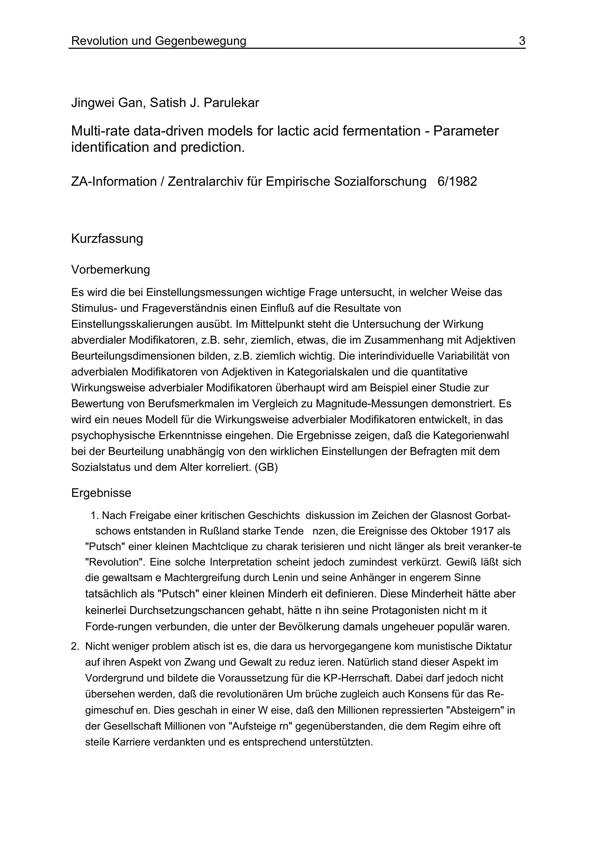 Revolution und Gegenbewegung 3
Jingwei Gan, Satish J. Parulekar
Multi-rate data-driven models for lactic acid fermentation - Parameter
identification and prediction.
ZA-Information / Zentralarchiv für Empirische Sozialforschung 6/1982
Kurzfassung
Vorbemerkung
Es wird die bei Einstellungsmessungen wichtige Frage untersucht, in welcher Weise das
Stimulus- und Frageverständnis einen Einfluß auf die Resultate von
Einstellungsskalierungen ausübt. Im Mittelpunkt steht die Untersuchung der Wirkung
abverdialer Modifikatoren, z.B. sehr, ziemlich, etwas, die im Zusammenhang mit Adjektiven
Beurteilungsdimensionen bilden, z.B. ziemlich wichtig. Die interindividuelle Variabilität von
adverbialen Modifikatoren von Adjektiven in Kategorialskalen und die quantitative
Wirkungsweise adverbialer Modifikatoren überhaupt wird am Beispiel einer Studie zur
Bewertung von Berufsmerkmalen im Vergleich zu Magnitude-Messungen demonstriert. Es
wird ein neues Modell für die Wirkungsweise adverbialer Modifikatoren entwickelt, in das
psychophysische Erkenntnisse eingehen. Die Ergebnisse zeigen, daß die Kategorienwahl
bei der Beurteilung unabhängig von den wirklichen Einstellungen der Befragten mit dem
Sozialstatus und dem Alter korreliert. (GB)
Ergebnisse
1. Nach Freigabe einer kritischen Geschichts diskussion im Zeichen der Glasnost Gorbat-
schows entstanden in Rußland starke Tende nzen, die Ereignisse des Oktober 1917 als
"Putsch" einer kleinen Machtclique zu charak terisieren und nicht länger als breit veranker-te
"Revolution". Eine solche Interpretation scheint jedoch zumindest verkürzt. Gewiß läßt sich
die gewaltsam e Machtergreifung durch Lenin und seine Anhänger in engerem Sinne
tatsächlich als "Putsch" einer kleinen Minderh eit definieren. Diese Minderheit hätte aber
keinerlei Durchsetzungschancen gehabt, hätte n ihn seine Protagonisten nicht m it
Forde-rungen verbunden, die unter der Bevölkerung damals ungeheuer populär waren.
2. Nicht weniger problem atisch ist es, die dara us hervorgegangene kom munistische Diktatur
auf ihren Aspekt von Zwang und Gewalt zu reduz ieren. Natürlich stand dieser Aspekt im
Vordergrund und bildete die Voraussetzung für die KP-Herrschaft. Dabei darf jedoch nicht
übersehen werden, daß die revolutionären Um brüche zugleich auch Konsens für das Re-
gimeschuf en. Dies geschah in einer W eise, daß den Millionen repressierten "Absteigern" in
der Gesellschaft Millionen von "Aufsteige rn" gegenüberstanden, die dem Regim eihre oft
steile Karriere verdankten und es entsprechend unterstützten.